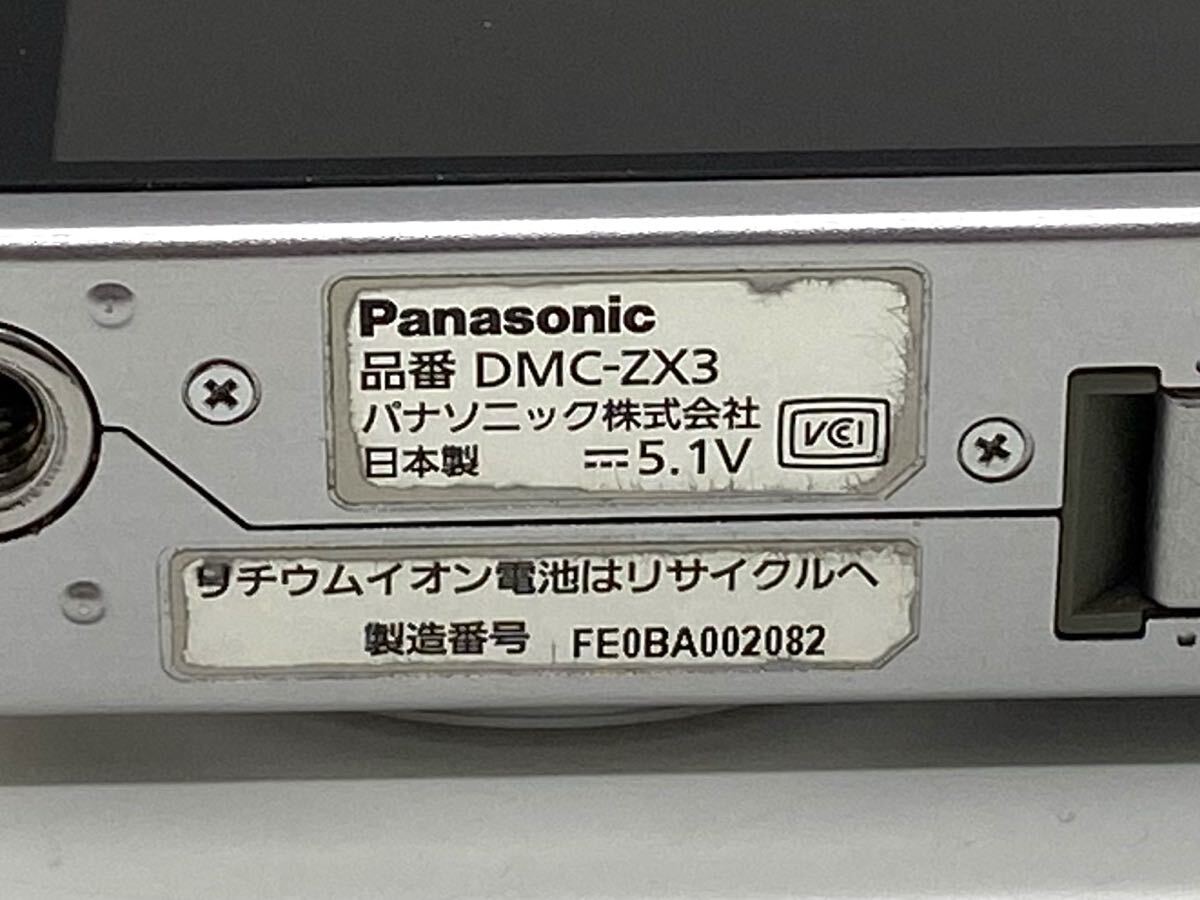 Panasonic
品番 DMC-ZX3
パナソニック株式会社
日本製 5.1V
VCCI
リチウムイオン電池はリサイクルへ
製造番号 FE0BA002082